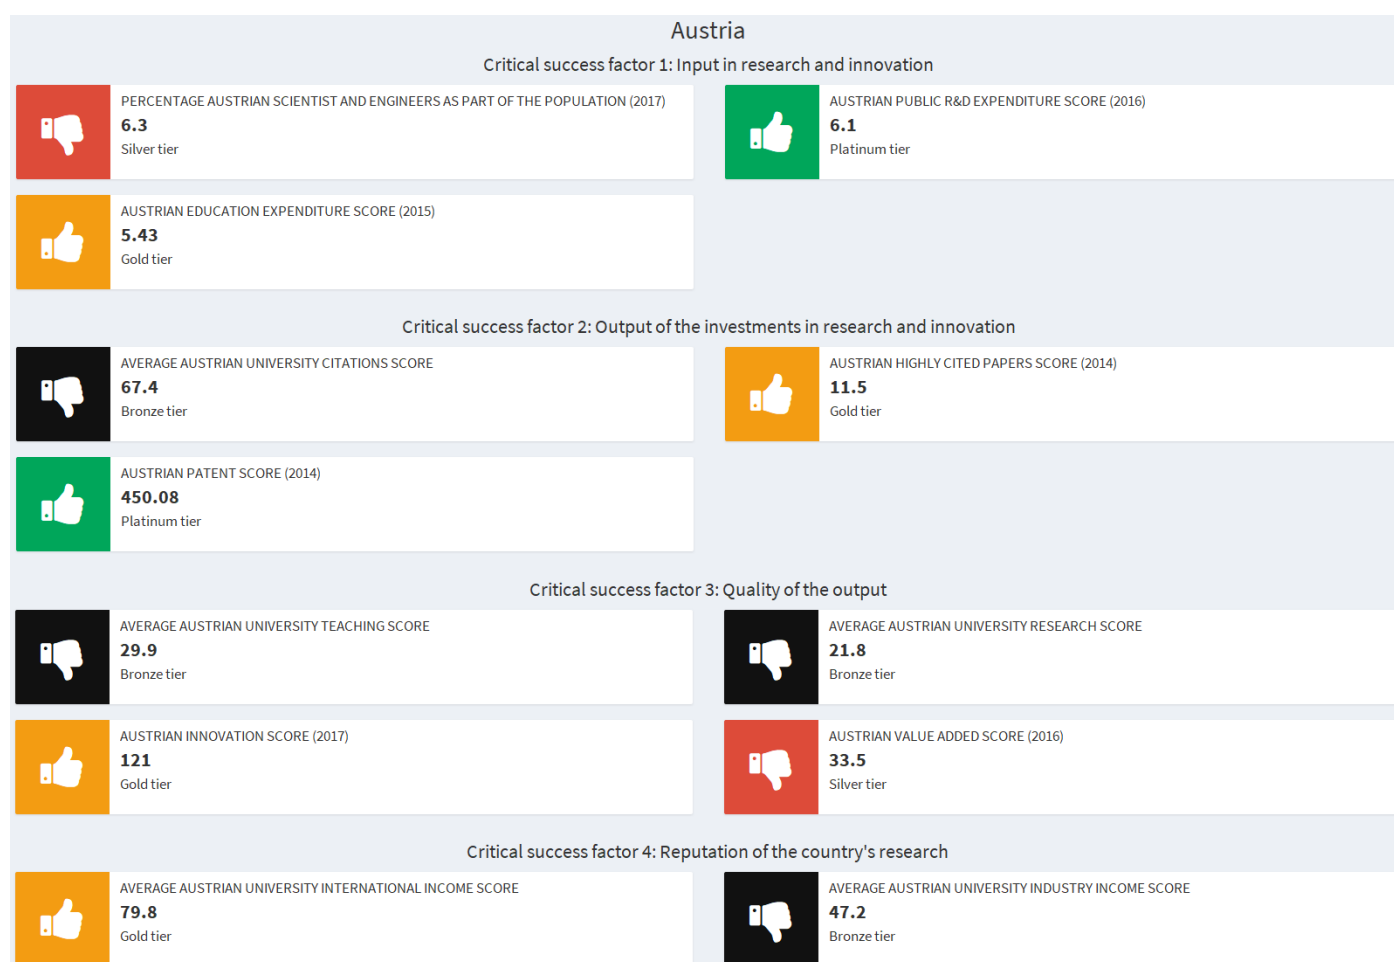 Austria
Critical success factor 1: Input in research and innovation
PERCENTAGE AUSTRIAN SCIENTIST AND ENGINEERS AS PART OF THE POPULATION (2017)
6.3
Silver tier
AUSTRIAN PUBLIC R&D EXPENDITURE SCORE (2016)
6.1
Platinum tier
AUSTRIAN EDUCATION EXPENDITURE SCORE (2015)
5.43
Gold tier
Critical success factor 2: Output of the investments in research and innovation
AVERAGE AUSTRIAN UNIVERSITY CITATIONS SCORE
67.4
Bronze tier
AUSTRIAN HIGHLY CITED PAPERS SCORE (2014)
11.5
Gold tier
AUSTRIAN PATENT SCORE (2014)
450.08
Platinum tier
Critical success factor 3: Quality of the output
AVERAGE AUSTRIAN UNIVERSITY TEACHING SCORE
29.9
Bronze tier
AVERAGE AUSTRIAN UNIVERSITY RESEARCH SCORE
21.8
Bronze tier
AUSTRIAN INNOVATION SCORE (2017)
121
Gold tier
AUSTRIAN VALUE ADDED SCORE (2016)
33.5
Silver tier
Critical success factor 4: Reputation of the country's research
AVERAGE AUSTRIAN UNIVERSITY INTERNATIONAL INCOME SCORE
79.8
Gold tier
AVERAGE AUSTRIAN UNIVERSITY INDUSTRY INCOME SCORE
47.2
Bronze tier